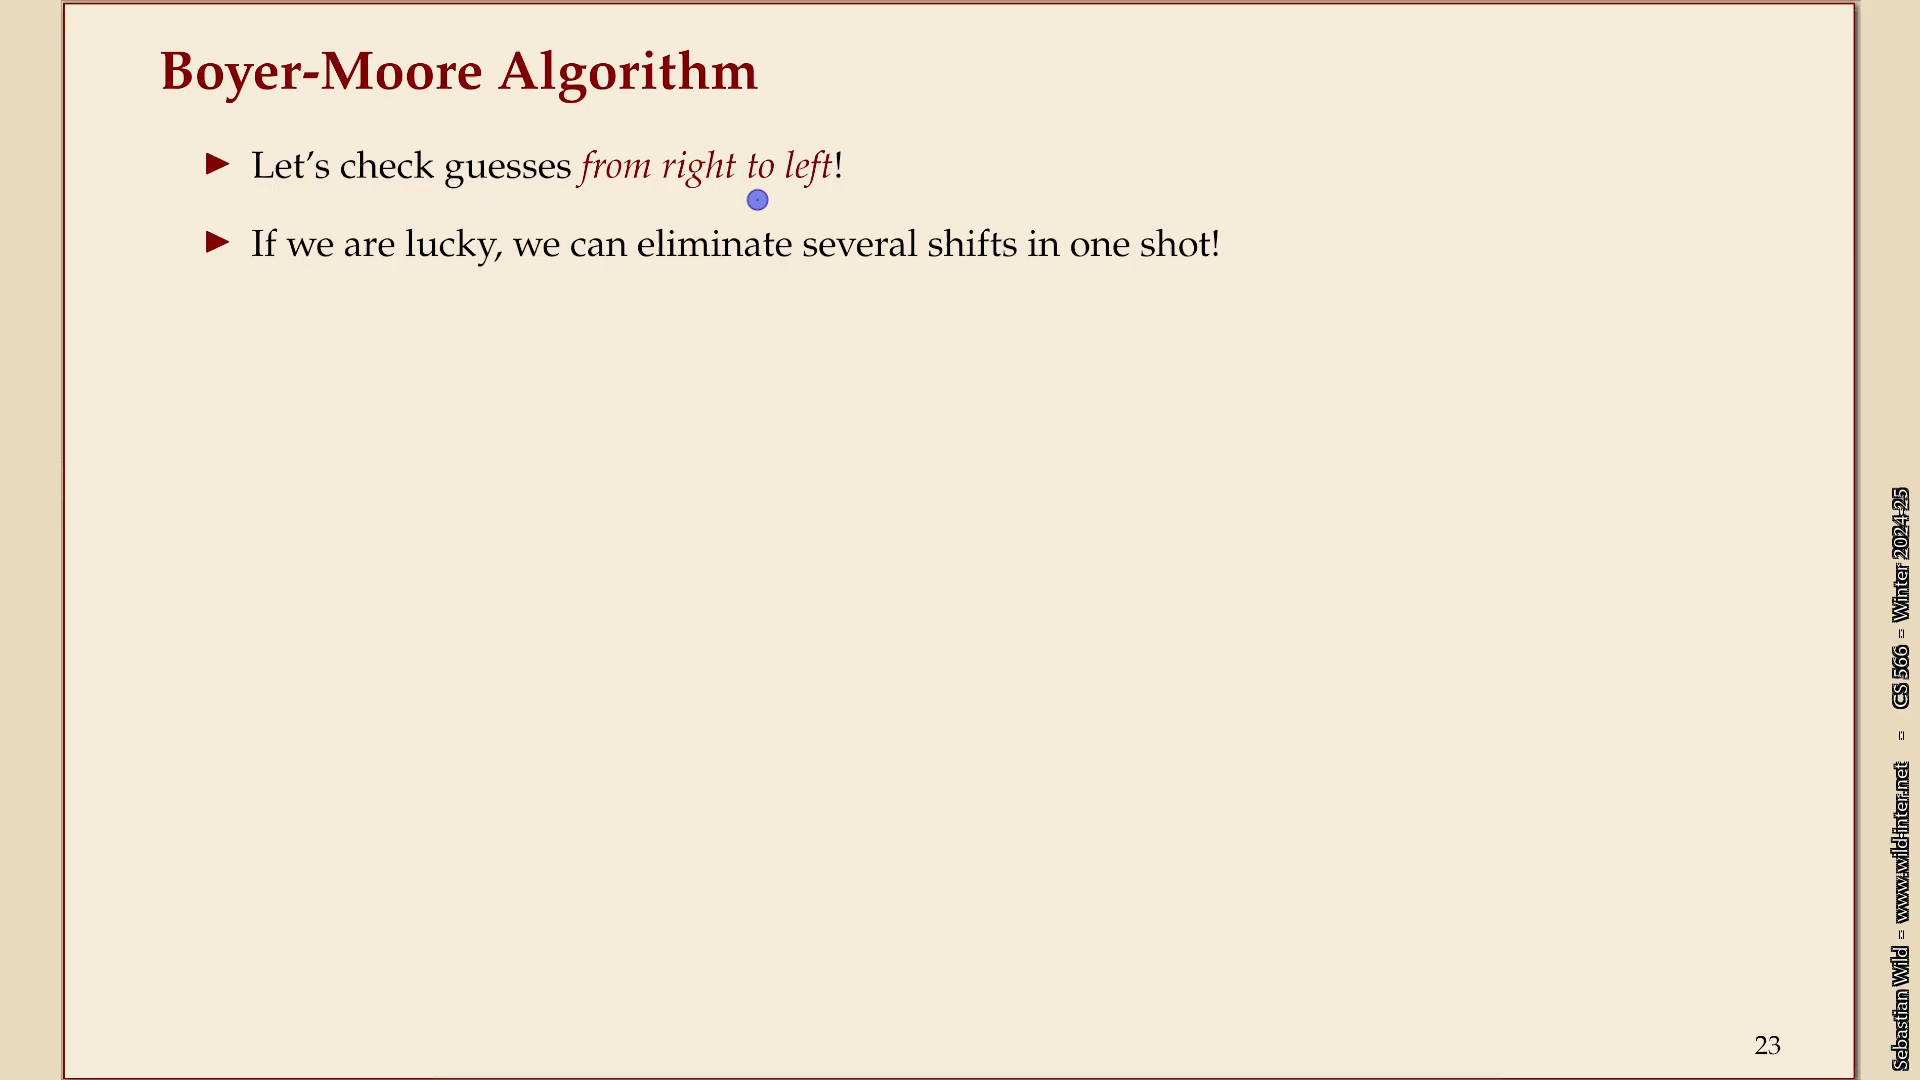 Boyer-Moore Algorithm
▶ Let’s check guesses from right to left!
▶ If we are lucky, we can eliminate several shifts in one shot!
23
Sebastian Wild – www.wild-inter.net – CS 566 – Winter 2024-25